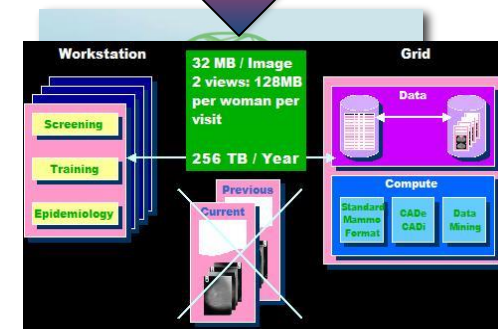 Workstation
Screening
Training
Epidemiology
32 MB / Image
2 views: 128MB
per woman per
visit
256 TB / Year
Previous
Current
Grid
Data
Compute
Standard
Mammo
Format
CADe
CADi
Data
Mining